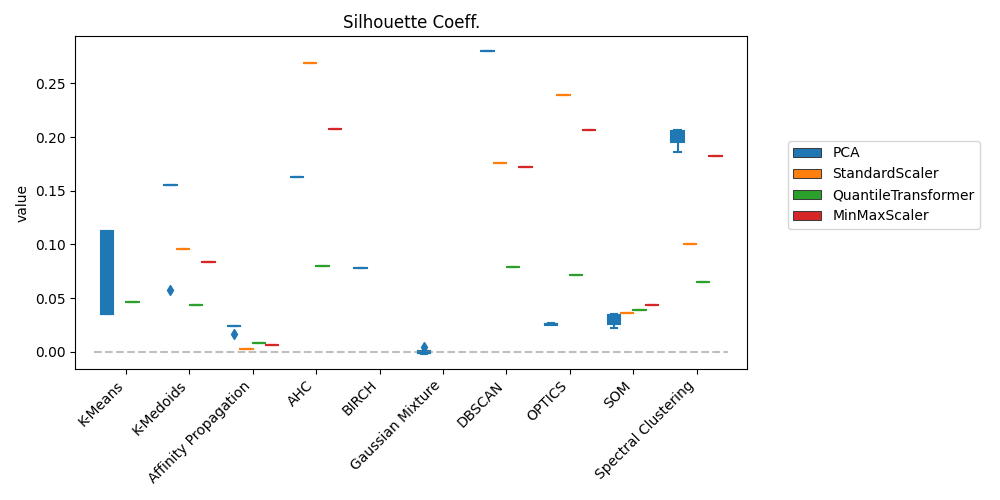 Silhouette Coeff.
value
0.25
0.20
0.15
0.10
0.05
0.00
K-Means
K-Medoids
Affinity Propagation
AHC
BIRCH
Gaussian Mixture
DBSCAN
OPTICS
SOM
Spectral Clustering
PCA
StandardScaler
QuantileTransformer
MinMaxScaler